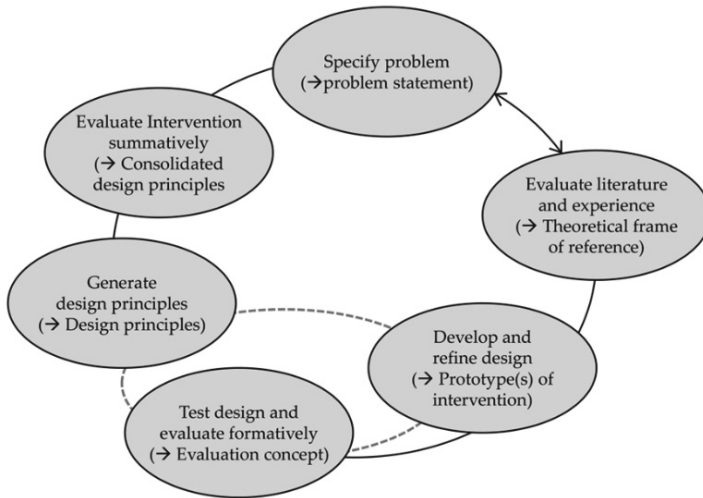 Specify problem
(→problem statement)
Evaluate literature
and experience
(→ Theoretical frame
of reference)
Develop and
refine design
(→ Prototype(s) of
intervention)
Test design and
evaluate formatively
(→ Evaluation concept)
Generate
design principles
(→ Design principles)
Evaluate Intervention
summatively
(→ Consolidated
design principles